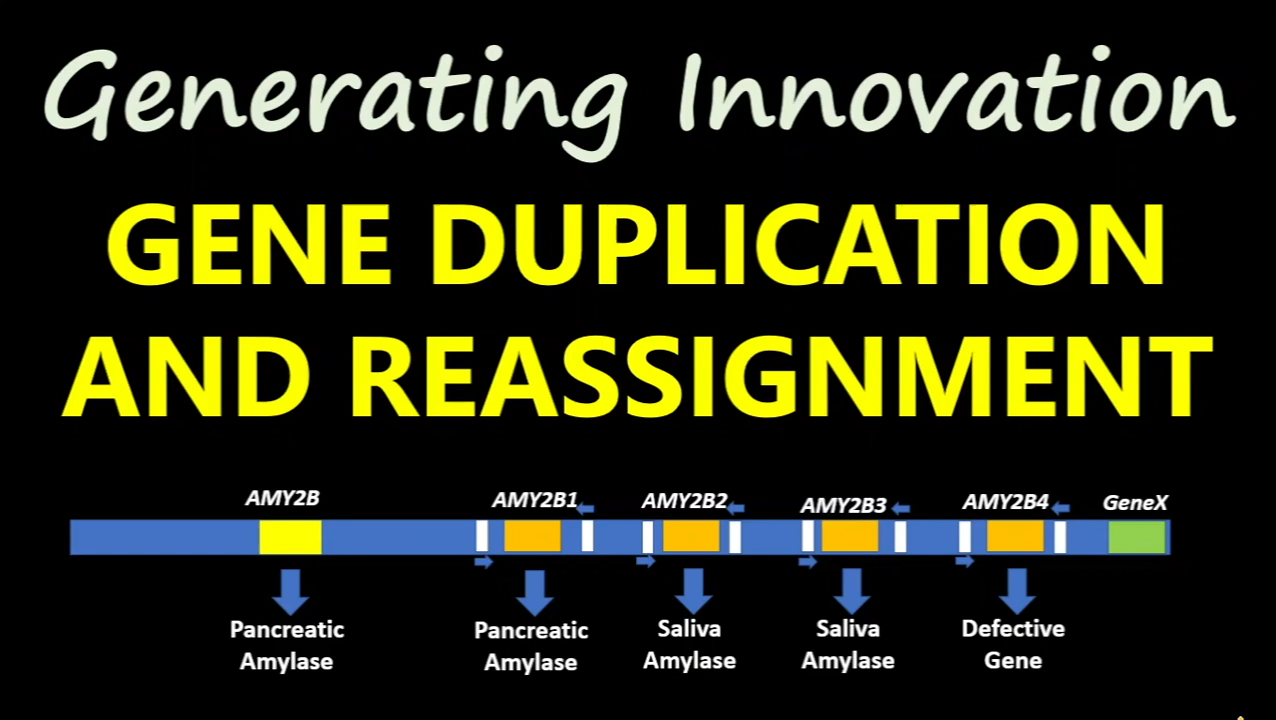 Generating Innovation
GENE DUPLICATION
AND REASSIGNMENT
AMY2B AMY2B1 AMY2B2 AMY2B3 AMY2B4 GeneX
Pancreatic Pancreatic Saliva Saliva Defective
Amylase Amylase Amylase Amylase Gene